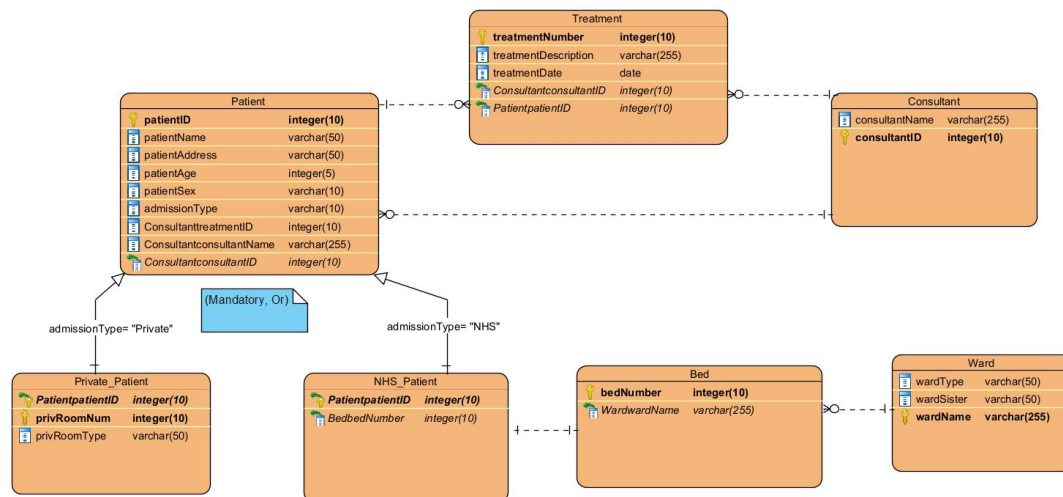 Treatment
treatmentNumber integer(10)
treatmentDescription varchar(255)
treatmentDate date
ConsultantconsultantID integer(10)
PatientpatientID integer(10)
Patient
patientID integer(10)
patientName varchar(50)
patientAddress varchar(50)
patientAge integer(5)
patientSex varchar(10)
admissionType varchar(10)
ConsultanttreatmentID integer(10)
ConsultantconsultantName varchar(255)
ConsultantconsultantID integer(10)
Consultant
consultantName varchar(255)
consultantID integer(10)
(Mandatory, Or)
admissionType= "Private"
admissionType= "NHS"
Private_Patient
PatientpatientID integer(10)
privRoomNum integer(10)
privRoomType varchar(50)
NHS_Patient
PatientpatientID integer(10)
BedbedNumber integer(10)
Bed
bedNumber integer(10)
WardwardName varchar(255)
Ward
wardType varchar(50)
wardSister varchar(50)
wardName varchar(255)